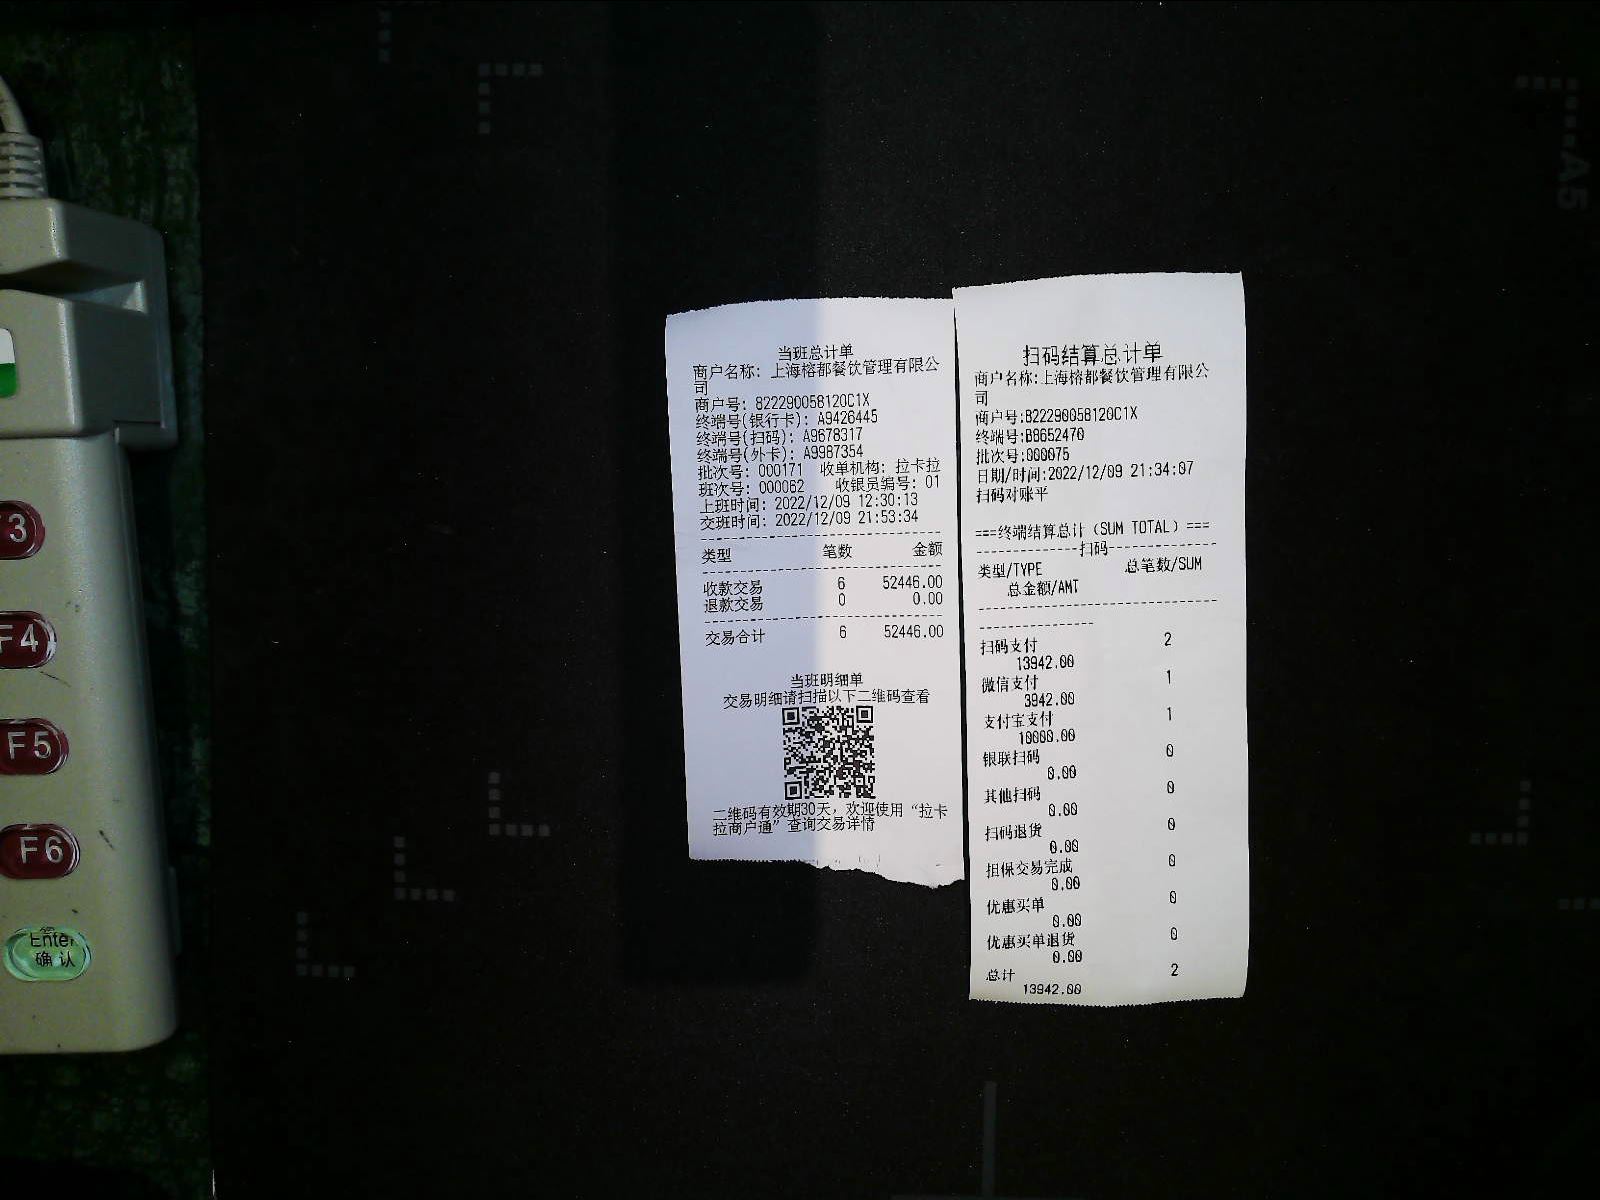 当班总计单
商户名称: 上海榕都餐饮管理有限公
司
商户号: 82229005812OC1X
终端号(银行卡): A9426445
终端号(扫码): A9678317
终端号(外卡): A9987354
批次号: 000171 收单机构: 拉卡拉
班次号: 000062 收银员编号: 01
上班时间: 2022/12/09 12:30:13
交班时间: 2022/12/09 21:53:34
类型 笔数 金额
收款交易 6 52446.00
退款交易 0 0.00
交易合计 6 52446.00
当班明细单
交易明细请扫描以下二维码查看
二维码有效期30天，欢迎使用“拉卡
拉商户通”查询交易详情
扫码结算总计单
商户名称:上海榕都餐饮管理有限公
司
商户号:82229005812OC1X
终端号:B8652470
批次号:000075
日期/时间:2022/12/09 21:34:07
扫码对账平
===终端结算总计（SUM TOTAL）===
-------------扫码-------------
类型/TYPE 总笔数/SUM
总金额/AMT
扫码支付 2
13942.00
微信支付 1
3942.00
支付宝支付 1
10000.00
银联扫码 0
0.00
其他扫码 0
0.00
扫码退货 0
0.00
担保交易完成 0
0.00
优惠买单 0
0.00
优惠买单退货 0
0.00
总计 2
13942.00
F3
F4
F5
F6
Enter
确认
A5